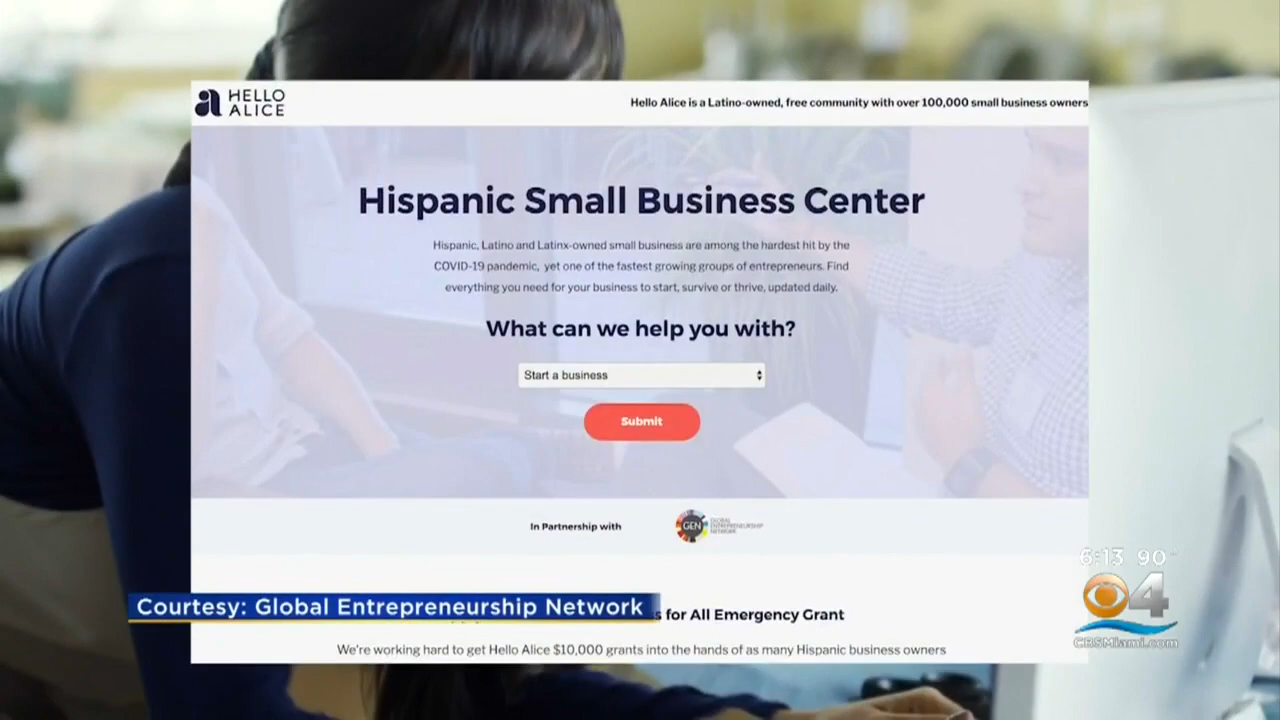 HELLO
ALICE
Hello Alice is a Latino-owned, free community with over 100,000 small business owners
Hispanic Small Business Center
Hispanic, Latino and Latinx-owned small business are among the hardest hit by the
COVID-19 pandemic, yet one of the fastest growing groups of entrepreneurs. Find
everything you need for your business to start, survive or thrive, updated daily.
What can we help you with?
Start a business
Submit
In Partnership with
GEN
GLOBAL
ENTREPRENEURSHIP
NETWORK
6:13 90°
4
Courtesy: Global Entrepreneurship Network
s for All Emergency Grant
CBSMiami.com
We're working hard to get Hello Alice $10,000 grants into the hands of as many Hispanic business owners